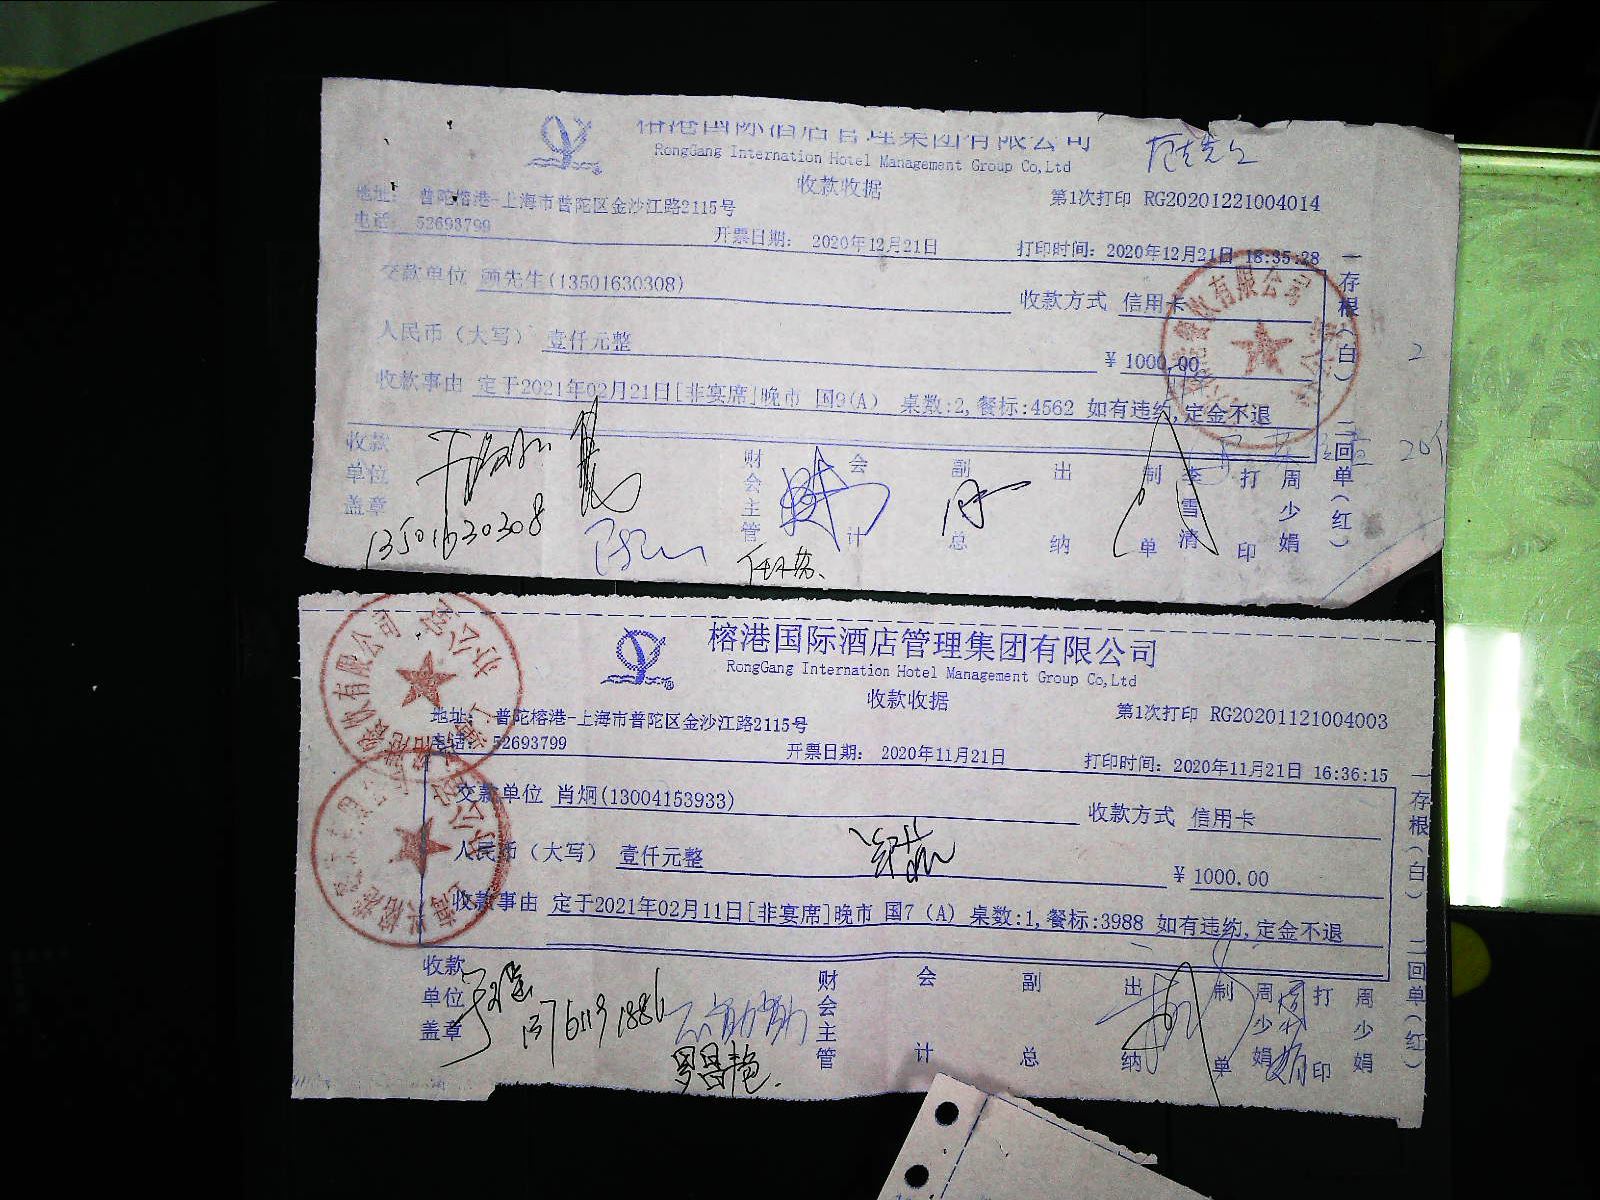 榕港国际酒店管理集团有限公司
RongGang Internation Hotel Management Group Co,Ltd
收款收据
地址: 普陀榕港-上海市普陀区金沙江路2115号
第1次打印 RG20201221004014
电话: 52693799
开票日期: 2020年12月21日
打印时间: 2020年12月21日 18:35:28
交款单位 顾先生(13501630308)
收款方式 信用卡
人民币(大写) 壹仟元整
¥ 1000.00
收款事由 定于2021年02月21日[非宴席]晚市 国9(A) 桌数:2,餐标:4562 如有违约,定金不退
收款单位盖章
财会主管
会计
副总
出纳
制单
李雪清
打印
周少娟
一存根(白) 二回单(红)
13501630308
榕港国际酒店管理集团有限公司
RongGang Internation Hotel Management Group Co,Ltd
收款收据
地址: 普陀榕港-上海市普陀区金沙江路2115号
第1次打印 RG20201121004003
电话: 52693799
开票日期: 2020年11月21日
打印时间: 2020年11月21日 16:36:15
交款单位 肖炯(13004153933)
收款方式 信用卡
人民币(大写) 壹仟元整
¥ 1000.00
收款事由 定于2021年02月11日[非宴席]晚市 国7(A) 桌数:1,餐标:3988 如有违约,定金不退
收款单位盖章
财会主管
会计
副总
出纳
制单
周少娟
打印
周少娟
一存根(白) 二回单(红)